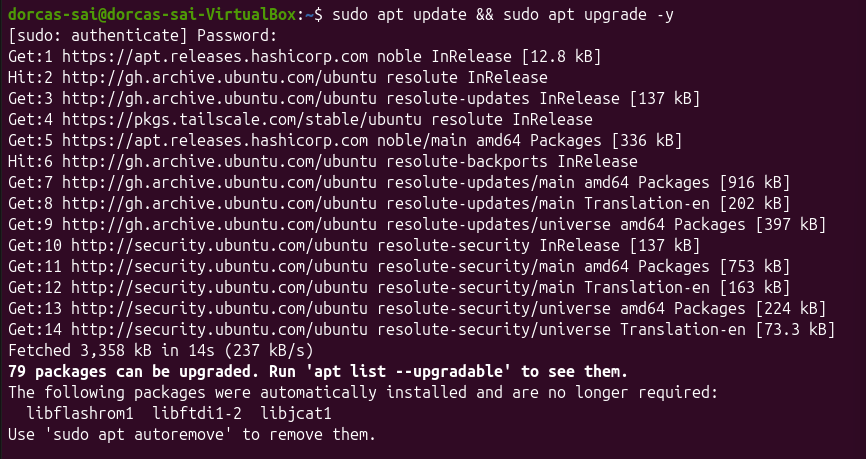 dorcas-sai@dorcas-sai-VirtualBox:~$ sudo apt update && sudo apt upgrade -y
[sudo: authenticate] Password:
Get:1 https://apt.releases.hashicorp.com noble InRelease [12.8 kB]
Hit:2 http://gh.archive.ubuntu.com/ubuntu resolute InRelease
Get:3 http://gh.archive.ubuntu.com/ubuntu resolute-updates InRelease [137 kB]
Get:4 https://pkgs.tailscale.com/stable/ubuntu resolute InRelease
Get:5 https://apt.releases.hashicorp.com noble/main amd64 Packages [336 kB]
Hit:6 http://gh.archive.ubuntu.com/ubuntu resolute-backports InRelease
Get:7 http://gh.archive.ubuntu.com/ubuntu resolute-updates/main amd64 Packages [916 kB]
Get:8 http://gh.archive.ubuntu.com/ubuntu resolute-updates/main Translation-en [202 kB]
Get:9 http://gh.archive.ubuntu.com/ubuntu resolute-updates/universe amd64 Packages [397 kB]
Get:10 http://security.ubuntu.com/ubuntu resolute-security InRelease [137 kB]
Get:11 http://security.ubuntu.com/ubuntu resolute-security/main amd64 Packages [753 kB]
Get:12 http://security.ubuntu.com/ubuntu resolute-security/main Translation-en [163 kB]
Get:13 http://security.ubuntu.com/ubuntu resolute-security/universe amd64 Packages [224 kB]
Get:14 http://security.ubuntu.com/ubuntu resolute-security/universe Translation-en [73.3 kB]
Fetched 3,358 kB in 14s (237 kB/s)
79 packages can be upgraded. Run 'apt list --upgradable' to see them.
The following packages were automatically installed and are no longer required:
  libflashrom1  libftdi1-2  libjcat1
Use 'sudo apt autoremove' to remove them.